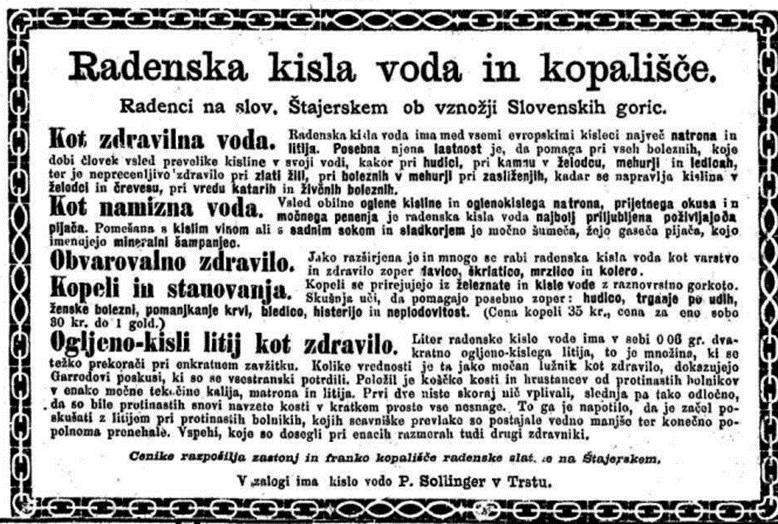 Radenska kisla voda in kopališče.
Radenci na slov. Štajerskem ob vznožji Slovenskih goric.
Kot zdravilna voda. Radenska kisla voda ima med vsemi evropskimi kisleci največ natrona in
litija. Posebna njena lastnost je, da pomaga pri vseh boleznih, koje
dobi človek vsled prevelike kisline v svoji vodi, kakor pri hudici, pri kamnu v želodcu, mehurji in ledicah,
ter je neprecenljivo zdravilo pri zlati žili, pri boleznih v mehurji pri zasliženjih, kadar se napravlja kislina v
želodci in črevesu, pri vredu katarih in živčnih boleznih.
Kot namizna voda. Vsled obilne oglene kisline in oglenokislega natrona, prijetnega okusa in
močnega penenja je radenska kisla voda najbolj priljubljena poživljajoča
pijača. Pomešana s kislim vinom ali s sadnim sokom in sladkorjem je močno šumeča, žejo gaseča pijača, kojo
imenujejo mineralni šampanjec.
Obvarovalno zdravilo. Jako razširjena je in mnogo se rabi radenska kisla voda kot varstvo
in zdravilo zoper davico, škrlatico, mrzlico in kolero.
Kopeli in stanovanja. Kopeli se prirejujejo iz železnate in kisle vode z raznovrstno gorkoto.
Skušnja uči, da pomagajo posebno zoper: hudico, trganje po udih,
ženske bolezni, pomanjkanje krvi, bledico, histerijo in neplodovitost. (Cena kopeli 35 kr., cena za eno sobo
30 kr. do 1 gold.)
Ogljeno-kisli litij kot zdravilo. Liter radenske kisle vode ima v sebi 0 06 gr. dva-
kratno ogljeno-kislega litija, to je množina, ki se
težko prekorači pri enkratnem zavžitku. Kolike vrednosti je ta jako močan lužnik kot zdravilo, dokazujejo
Garrodovi poskusi, ki so se vsestranski potrdili. Položil je koščke kosti in hrustancev od protinastih bolnikov
v enako močne tekočine kalija, matrona in litija. Prvi dve niste skoraj nič vplivali, slednja pa tako odločno,
da so bile protinastih snovi navzete kosti v kratkem proste vse nesnage. To ga je napotilo, da je začel po-
skušati z litijem pri protinastih bolnikih, kojih scavniške prevlake so postajale vedno manjše ter konečno po-
polnoma prenehale. Vspehi, koje so dosegli pri enacih razmerah tudi drugi zdravniki.
Cenike razpošilja zastonj in franko kopališče radenske slatine na Štajerskem.
V zalogi ima kislo vodo P. Sollinger v Trstu.